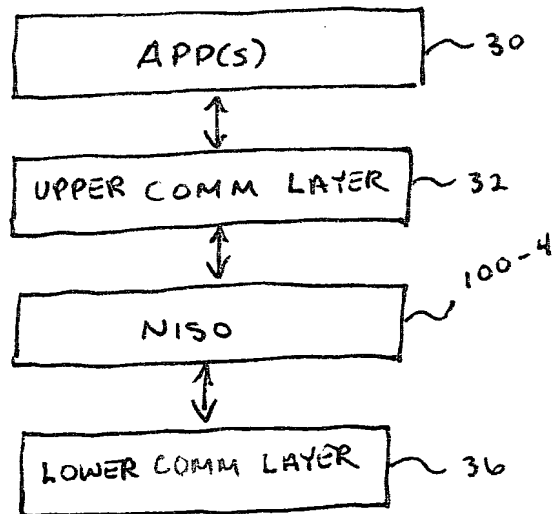 APP(s) 30
UPPER COMM LAYER 32
NISO 100-4
LOWER COMM LAYER 36